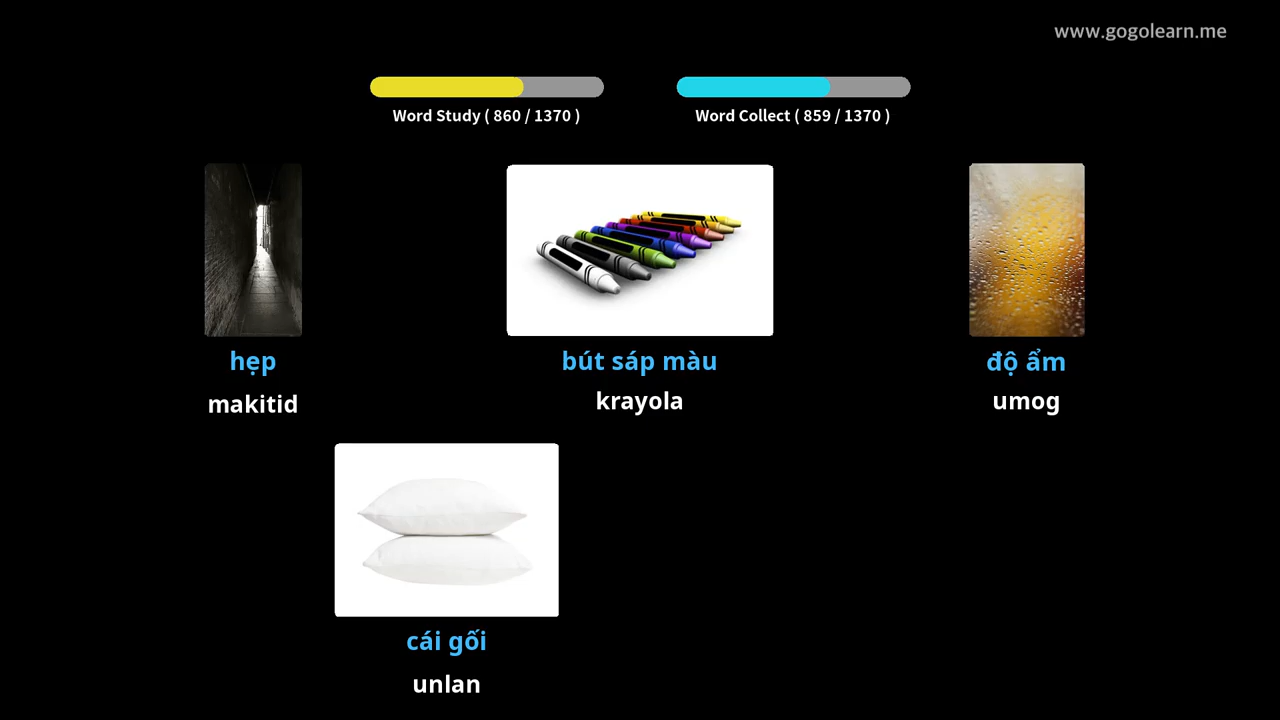 www.gogolearn.me
Word Study ( 860 / 1370 )
Word Collect ( 859 / 1370 )
hẹp
makitid
bút sáp màu
krayola
độ ẩm
umog
cái gối
unlan